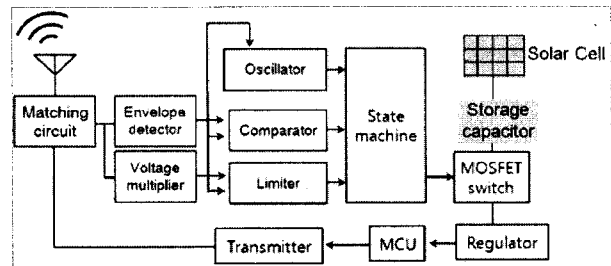 Oscillator
Solar Cell
Matching
circuit
Envelope
detector
Comparator
State
machine
Storage
capacitor
Voltage
multiplier
Limiter
MOSFET
switch
Transmitter
MCU
Regulator